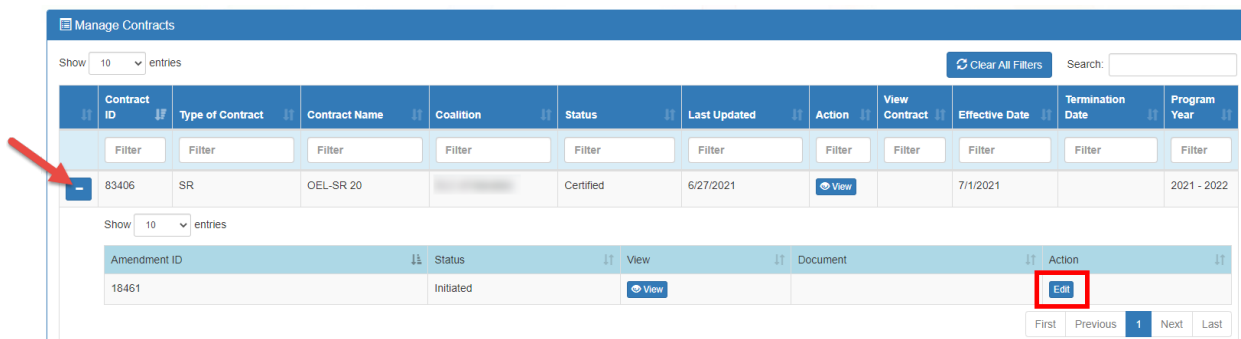 Manage Contracts
Show 10 entries Clear All Filters Search:
Contract ID Type of Contract Contract Name Coalition Status Last Updated Action View Contract Effective Date Termination Date Program Year
Filter Filter Filter Filter Filter Filter Filter Filter Filter Filter Filter
83406 SR OEL-SR 20 Certified 6/27/2021 View 7/1/2021 2021 - 2022
Show 10 entries
Amendment ID Status View Document Action
18461 Initiated View Edit
First Previous 1 Next Last